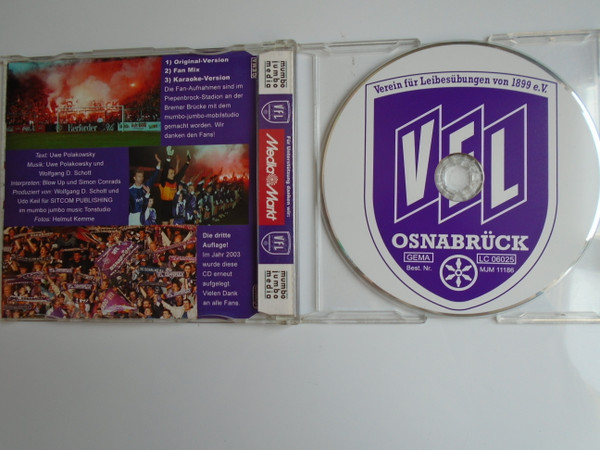 1) Original-Version
2) Fan Mix
3) Karaoke-Version
Die Fan-Aufnahmen sind im
Piepenbrock-Stadion an der
Bremer Brücke mit dem
mumbo-jumbo-mobilstudio
gemacht worden. Wir
danken den Fans!
Herforder
Text: Uwe Polakowsky
Musik: Uwe Polakowsky und
Wolfgang D. Schott
Interpreten: Blow Up und Simon Conrads
Produziert von: Wolfgang D. Schott und
Udo Keil für SITCOM PUBLISHING
im mumbo jumbo music Tonstudio
Fotos: Helmut Kemme
Die dritte
Auflage!
Im Jahr 2003
wurde diese
CD erneut
aufgelegt.
Vielen Dank
an alle Fans.
mumbo
jumbo
media
VfL
Für Unterstützung danken wir:
Media Markt
VfL
mumbo
jumbo
media
Verein für Leibesübungen von 1899 e.V.
VfL
OSNABRÜCK
GEMA
LC 06025
Best. Nr.
MJM 11186